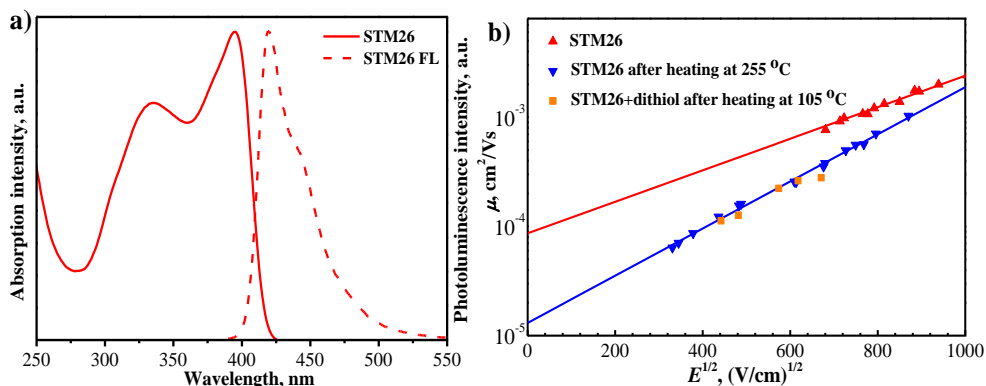 a)
STM26
STM26 FL
Absorption intensity, a.u.
Photoluminescence intensity, a.u.
250 300 350 400 450 500 550
Wavelength, nm
b)
STM26
STM26 after heating at 255 °C
STM26+dithiol after heating at 105 °C
μ, cm²/Vs
10⁻³
10⁻⁴
10⁻⁵
0 200 400 600 800 1000
E^1/2, (V/cm)^1/2